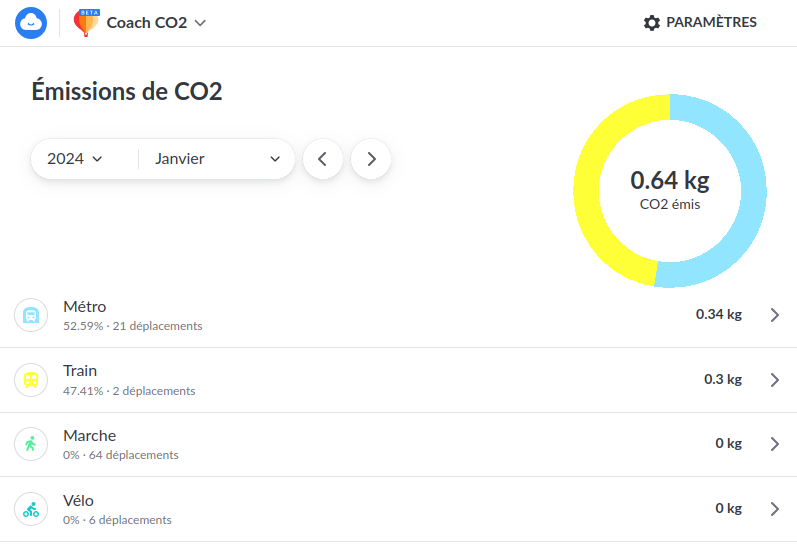 BETA
Coach CO2
PARAMÈTRES
Émissions de CO2
2024
Janvier
0.64 kg
CO2 émis
Métro
52.59% · 21 déplacements
0.34 kg
Train
47.41% · 2 déplacements
0.3 kg
Marche
0% · 64 déplacements
0 kg
Vélo
0% · 6 déplacements
0 kg